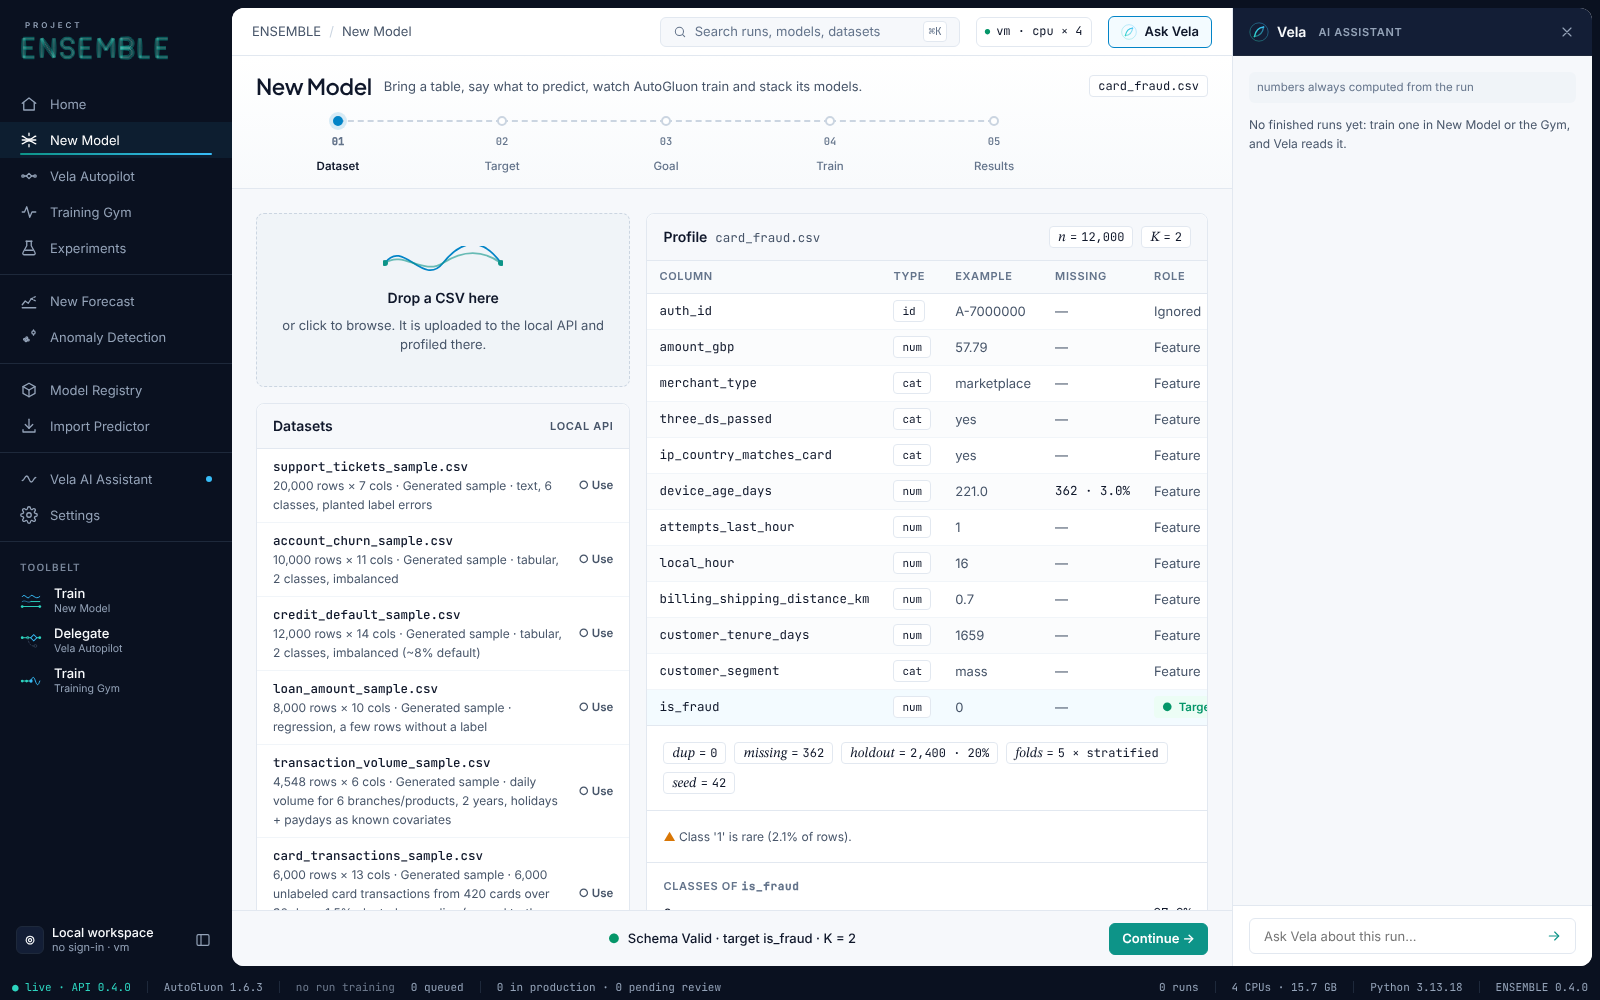 PROJECT
ENSEMBLE
Home
New Model
Vela Autopilot
Training Gym
Experiments
New Forecast
Anomaly Detection
Model Registry
Import Predictor
Vela AI Assistant
Settings
TOOLBELT
Train
New Model
Delegate
Vela Autopilot
Train
Training Gym
Local workspace
no sign-in · vm
ENSEMBLE / New Model
Search runs, models, datasets ⌘K
vm · cpu × 4
Ask Vela
New Model Bring a table, say what to predict, watch AutoGluon train and stack its models.
card_fraud.csv
01 02 03 04 05
Dataset Target Goal Train Results
Drop a CSV here
or click to browse. It is uploaded to the local API and
profiled there.
Datasets LOCAL API
support_tickets_sample.csv
20,000 rows × 7 cols · Generated sample · text, 6
classes, planted label errors
Use
account_churn_sample.csv
10,000 rows × 11 cols · Generated sample · tabular,
2 classes, imbalanced
Use
credit_default_sample.csv
12,000 rows × 14 cols · Generated sample · tabular,
2 classes, imbalanced (~8% default)
Use
loan_amount_sample.csv
8,000 rows × 10 cols · Generated sample ·
regression, a few rows without a label
Use
transaction_volume_sample.csv
4,548 rows × 6 cols · Generated sample · daily
volume for 6 branches/products, 2 years, holidays
+ paydays as known covariates
Use
card_transactions_sample.csv
6,000 rows × 13 cols · Generated sample · 6,000
unlabeled card transactions from 420 cards over
Use
Profile card_fraud.csv n = 12,000 K = 2
COLUMN TYPE EXAMPLE MISSING ROLE
auth_id id A-7000000 — Ignored
amount_gbp num 57.79 — Feature
merchant_type cat marketplace — Feature
three_ds_passed cat yes — Feature
ip_country_matches_card cat yes — Feature
device_age_days num 221.0 362 · 3.0% Feature
attempts_last_hour num 1 — Feature
local_hour num 16 — Feature
billing_shipping_distance_km num 0.7 — Feature
customer_tenure_days num 1659 — Feature
customer_segment cat mass — Feature
is_fraud num 0 — Targe
dup = 0 missing = 362 holdout = 2,400 · 20% folds = 5 × stratified
seed = 42
Class '1' is rare (2.1% of rows).
CLASSES OF is_fraud
Schema Valid · target is_fraud · K = 2
Continue →
Vela AI ASSISTANT
numbers always computed from the run
No finished runs yet: train one in New Model or the Gym,
and Vela reads it.
Ask Vela about this run...
live · API 0.4.0 AutoGluon 1.6.3 no run training 0 queued 0 in production · 0 pending review 0 runs 4 CPUs · 15.7 GB Python 3.13.18 ENSEMBLE 0.4.0